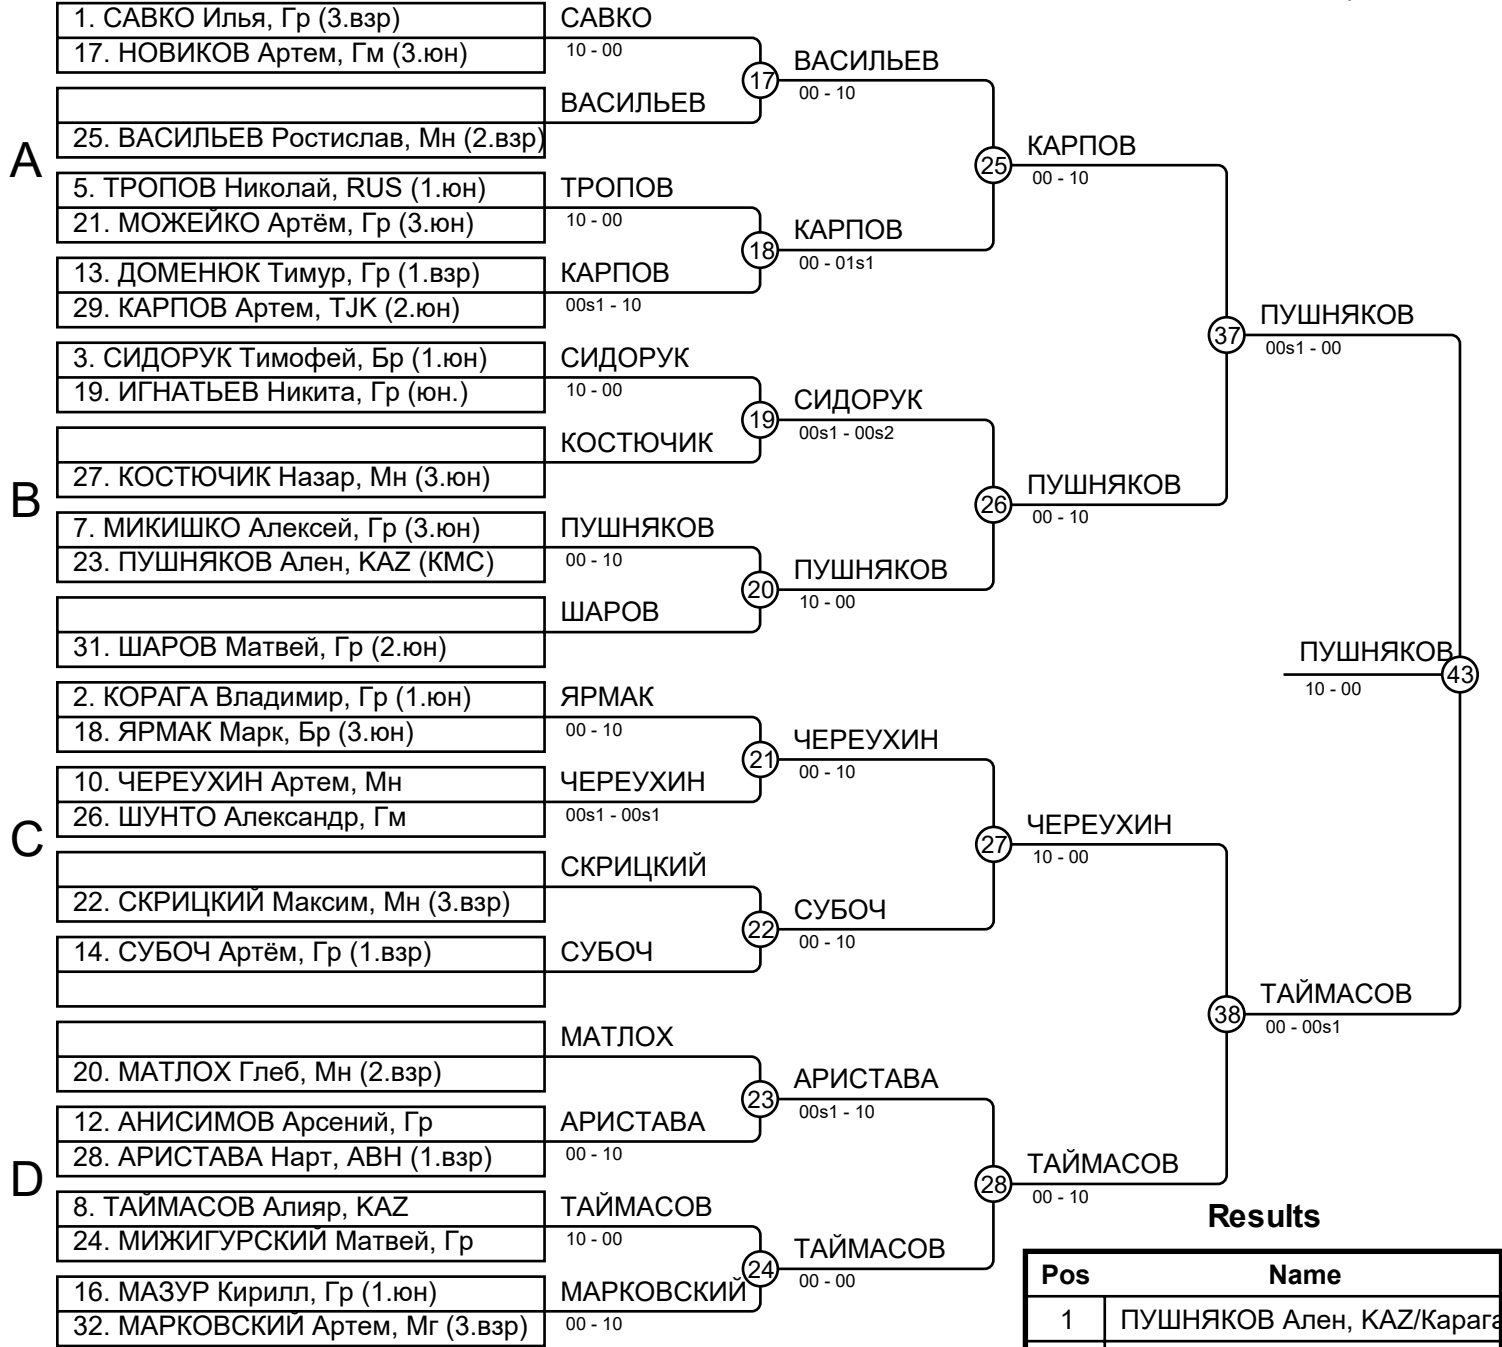 1. САВКО Илья, Гр (3.взр)
17. НОВИКОВ Артем, Гм (3.юн)
25. ВАСИЛЬЕВ Ростислав, Мн (2.взр)
A
5. ТРОПОВ Николай, RUS (1.юн)
21. МОЖЕЙКО Артём, Гр (3.юн)
13. ДОМЕНЮК Тимур, Гр (1.взр)
29. КАРПОВ Артем, TJK (2.юн)
3. СИДОРУК Тимофей, Бр (1.юн)
19. ИГНАТЬЕВ Никита, Гр (юн.)
27. КОСТЮЧИК Назар, Мн (3.юн)
B
7. МИКИШКО Алексей, Гр (3.юн)
23. ПУШНЯКОВ Ален, KAZ (КМС)
31. ШАРОВ Матвей, Гр (2.юн)
2. КОРАГА Владимир, Гр (1.юн)
18. ЯРМАК Марк, Бр (3.юн)
10. ЧЕРЕУХИН Артем, Мн
26. ШУНТО Александр, Гм
C
22. СКРИЦКИЙ Максим, Мн (3.взр)
14. СУБОЧ Артём, Гр (1.взр)
20. МАТЛОХ Глеб, Мн (2.взр)
12. АНИСИМОВ Арсений, Гр
28. АРИСТАВА Нарт, ABH (1.взр)
D
8. ТАЙМАСОВ Алияр, KAZ
24. МИЖИГУРСКИЙ Матвей, Гр
16. МАЗУР Кирилл, Гр (1.юн)
32. МАРКОВСКИЙ Артем, Мг (3.взр)
САВКО
10 - 00
ВАСИЛЬЕВ
ТРОПОВ
10 - 00
КАРПОВ
00s1 - 10
СИДОРУК
10 - 00
КОСТЮЧИК
ПУШНЯКОВ
00 - 10
ШАРОВ
ЯРМАК
00 - 10
ЧЕРЕУХИН
00s1 - 00s1
СКРИЦКИЙ
СУБОЧ
МАТЛОХ
АРИСТАВА
00 - 10
ТАЙМАСОВ
10 - 00
МАРКОВСКИЙ
00 - 10
17
ВАСИЛЬЕВ
00 - 10
18
КАРПОВ
00 - 01s1
19
СИДОРУК
00s1 - 00s2
20
ПУШНЯКОВ
10 - 00
21
ЧЕРЕУХИН
00 - 10
22
СУБОЧ
00 - 10
23
АРИСТАВА
00s1 - 10
24
ТАЙМАСОВ
00 - 00
25
КАРПОВ
00 - 10
26
ПУШНЯКОВ
00 - 10
27
ЧЕРЕУХИН
10 - 00
28
ТАЙМАСОВ
00 - 10
37
ПУШНЯКОВ
00s1 - 00
38
ТАЙМАСОВ
00 - 00s1
ПУШНЯКОВ
43
10 - 00
Results
Pos Name
1 ПУШНЯКОВ Ален, KAZ/Карага